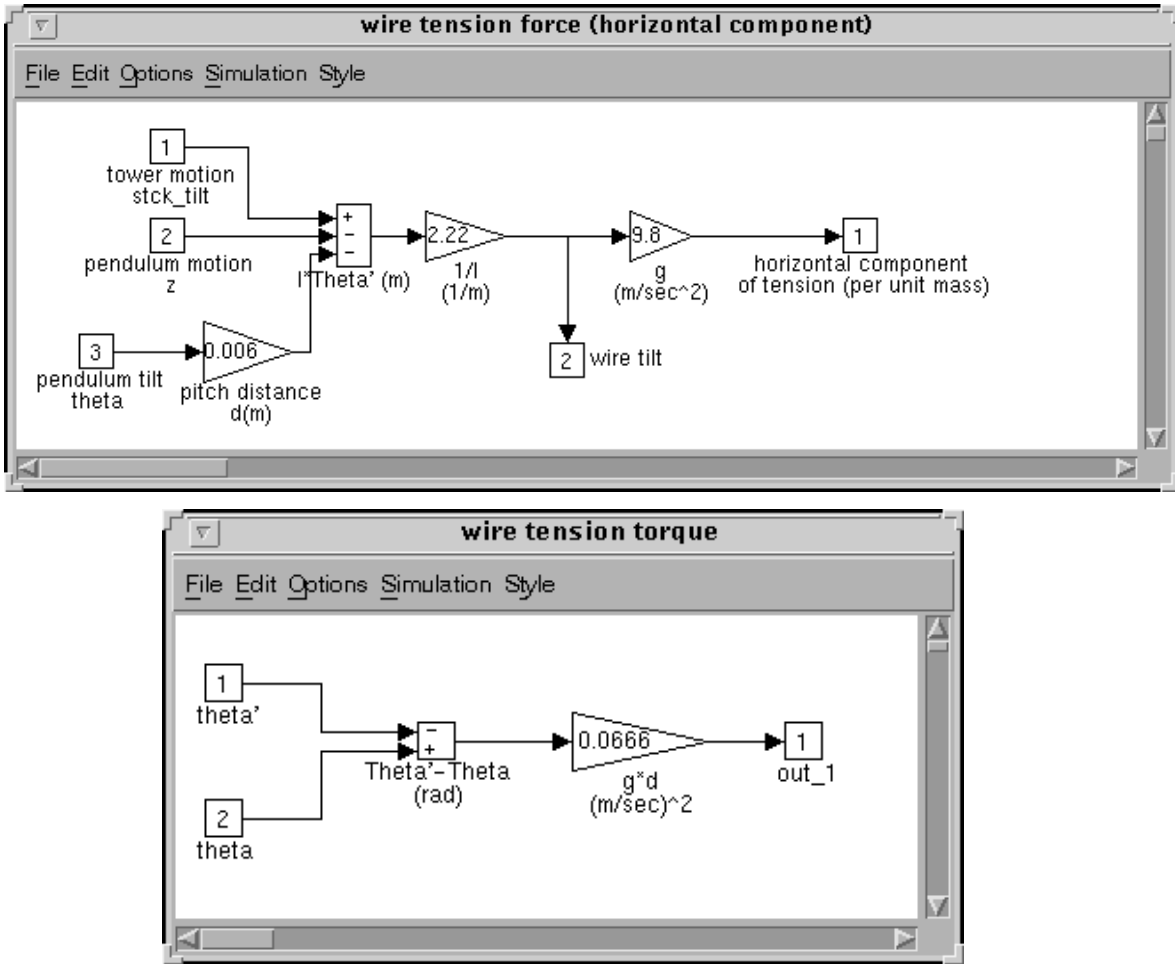 wire tension force (horizontal component)
File Edit Options Simulation Style
1
tower motion
stck_tilt
2
pendulum motion
z
3
pendulum tilt
theta
0.006
pitch distance
d(m)
+
−
−
l*Theta' (m)
2.22
1/l
(1/m)
9.8
g
(m/sec^2)
1
horizontal component
of tension (per unit mass)
2 wire tilt
wire tension torque
File Edit Options Simulation Style
1
theta'
2
theta
−
+
Theta'−Theta
(rad)
0.0666
g*d
(m/sec)^2
1
out_1